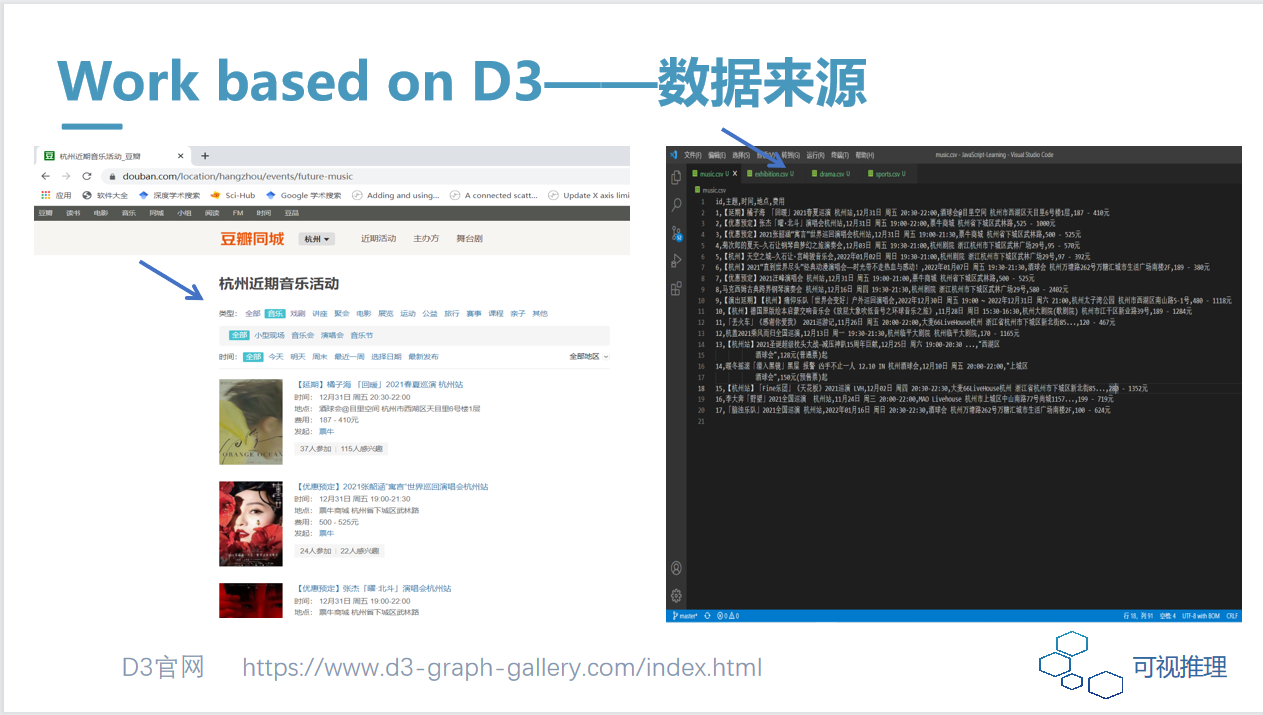 Work based on D3——数据来源
杭州近期音乐活动_豆瓣
douban.com/location/hangzhou/events/future-music
应用 软件大全 深度学术搜索 Sci-Hub Google 学术搜索 Adding and using... A connected scatt... Update X axis limi
豆瓣 读书 电影 音乐 同城 小组 阅读 FM 时间 豆品
豆瓣同城 杭州 近期活动 主办方 舞台剧
杭州近期音乐活动
类型: 全部 音乐 戏剧 讲座 聚会 电影 展览 运动 公益 旅行 赛事 课程 亲子 其他
全部 小型现场 音乐会 演唱会 音乐节
时间: 全部 今天 明天 周末 最近一周 选择日期 最新发布 全部地区
【延期】橘子海 「回暖」2021春夏巡演 杭州站
时间: 12月31日 周五 20:30-22:00
地点: 酒球会@目里空间 杭州市西湖区天目里6号楼1层
费用: 187 - 410元
发起: 票牛
37人参加 115人感兴趣
ORANGE OCEAN
【优惠预定】2021张韶涵"寓言"世界巡回演唱会杭州站
时间: 12月31日 周五 19:00-21:30
地点: 票牛商城 杭州省下城区武林路
费用: 500 - 525元
发起: 票牛
24人参加 22人感兴趣
【优惠预定】张杰「曜·北斗」演唱会杭州站
时间: 12月31日 周五 19:00-22:00
地点: 票牛商城 杭州省下城区武林路
文件(F) 编辑(E) 选择(S) 转到(G) 运行(R) 终端(T) 帮助(H) music.csv - JavaScript-Learning - Visual Studio Code
music.csv U exhibition.csv U drama.csv U sports.csv U
music.csv
1 id,主题,时间,地点,费用
2 1,【延期】橘子海 「回暖」2021春夏巡演 杭州站,12月31日 周五 20:30-22:00,酒球会@目里空间 杭州市西湖区天目里6号楼1层,187 - 410元
3 2,【优惠预定】张杰「曜·北斗」演唱会杭州站,12月31日 周五 19:00-22:00,票牛商城 杭州省下城区武林路,525 - 1000元
4 3,【优惠预定】2021张韶涵"寓言"世界巡回演唱会杭州站,12月31日 周五 19:00-21:30,票牛商城 杭州省下城区武林路,500 - 525元
5 4,菊次郎的夏天—久石让钢琴曲梦幻之旅演奏会,12月03日 周五 19:30-21:00,杭州剧院 浙江杭州市下城区武林广场29号,95 - 570元
6 5,【杭州】天空之城—久石让·宫崎骏音乐会,2022年01月02日 周日 19:30-21:00,杭州剧院 浙江杭州市下城区武林广场29号,97 - 392元
7 6,【杭州】2021"直到世界尽头"经典动漫演唱会—时光带不走热血与感动！,2022年01月07日 周五 19:30-21:30,酒球会 杭州万塘路262号万糖汇城市生活广场南楼2F,189 - 380元
8 7,【优惠预定】2021汪峰演唱会 杭州站,12月31日 周五 19:00-21:00,票牛商城 杭州省下城区武林路,500 - 525元
9 8,马克西姆古典跨界钢琴演奏会 杭州站,12月16日 周四 19:30-21:30,杭州剧院 浙江杭州市下城区武林广场29号,580 - 2402元
10 9,【演出延期】【杭州】痛仰乐队「世界会变好」户外巡回演唱会,2022年12月30日 周五 19:00 ~ 2022年12月31日 周六 21:00,杭州太子湾公园 杭州市西湖区南山路5-1号,480 - 1118元
11 10,【杭州】德国原版绘本启蒙交响音乐会《放屁大象吹低音号之环球音乐之旅》,11月28日 周日 15:30-16:30,杭州大剧院(歌剧院) 杭州市江干区新业路39号,189 - 1284元
12 11,「丢火车」《感谢你爱我》 2021巡演记,11月26日 周五 20:00-22:00,大麦66LiveHouse杭州 浙江省杭州市下城区新北街85...,120 - 467元
13 12,杭盖2021乘风而归全国巡演,12月13日 周一 19:30-21:30,杭州临平大剧院 杭州临平大剧院,170 - 1165元
14 13,【杭州站】2021圣诞超级枕头大战—减压神趴15周年巨献,12月25日 周六 19:00-20:30 ...,"西湖区
15 酒球会",128元(普通票)起
16 14,暖冬摇滚「溜入黑镜」黑屋 报警 凶手不止一人 12.10 IN 杭州酒球会,12月10日 周五 20:00-22:00,"上城区
17 酒球会",150元(预售票)起
18 15,【杭州站】「Fine乐团」《天花板》2021巡演 LVH,12月02日 周四 20:30-22:30,大麦66LiveHouse杭州 浙江省杭州市下城区新北街85...,280 - 1352元
19 16,李大奔「野望」2021全国巡演 杭州站,11月24日 周三 20:00-22:00,MAO Livehouse 杭州市上城区中山南路77号尚城1157...,199 - 719元
20 17,「脑浊乐队」2021全国巡演 杭州站,2022年01月16日 周日 20:30-22:30,酒球会 杭州万塘路262号万糖汇城市生活广场南楼2F,100 - 624元
21
master* 0 0 行 18, 列 91 空格: 4 UTF-8 with BOM CRLF
D3官网 https://www.d3-graph-gallery.com/index.html
可视推理